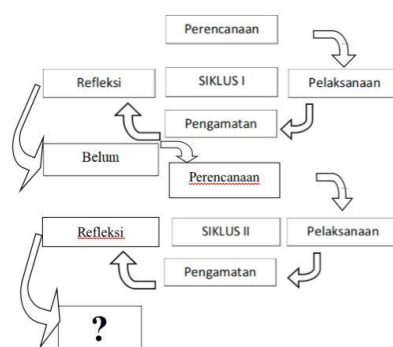 Perencanaan
Refleksi
SIKLUS I
Pelaksanaan
Pengamatan
Belum
Perencanaan
Refleksi
SIKLUS II
Pelaksanaan
Pengamatan
?